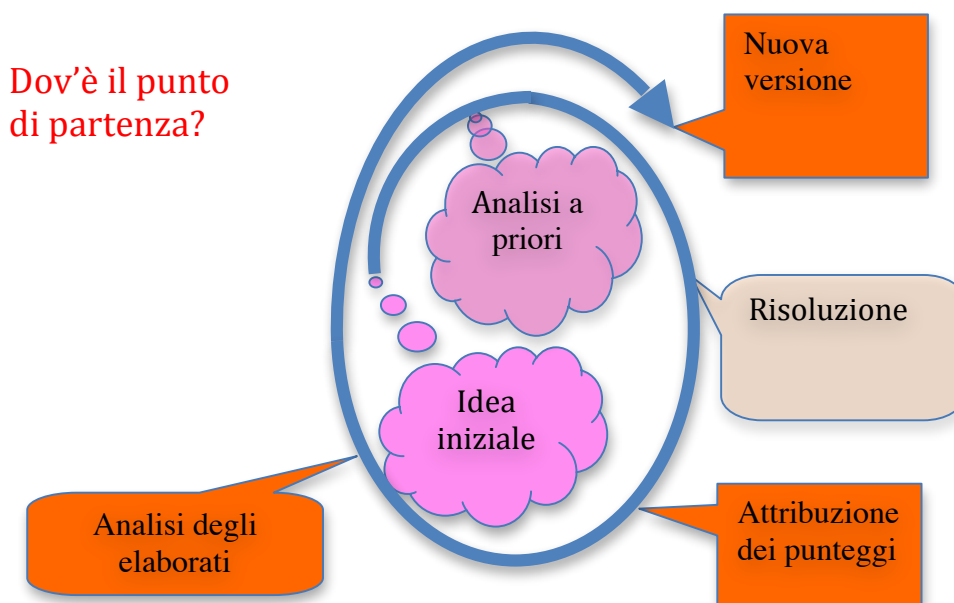 Dov’è il punto
di partenza?
Nuova
versione
Analisi a
priori
Risoluzione
Idea
iniziale
Analisi degli
elaborati
Attribuzione
dei punteggi